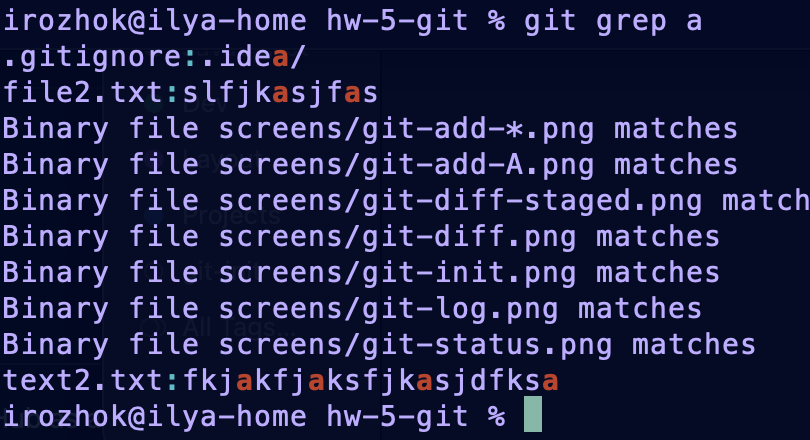 irozhok@ilya-home hw-5-git % git grep a
.gitignore:.idea/
file2.txt:slfjkasjfas
Binary file screens/git-add-*.png matches
Binary file screens/git-add-A.png matches
Binary file screens/git-diff-staged.png match
Binary file screens/git-diff.png matches
Binary file screens/git-init.png matches
Binary file screens/git-log.png matches
Binary file screens/git-status.png matches
text2.txt:fkjakfjaksfjkasjdfksa
irozhok@ilya-home hw-5-git %
Projects
All Tags...